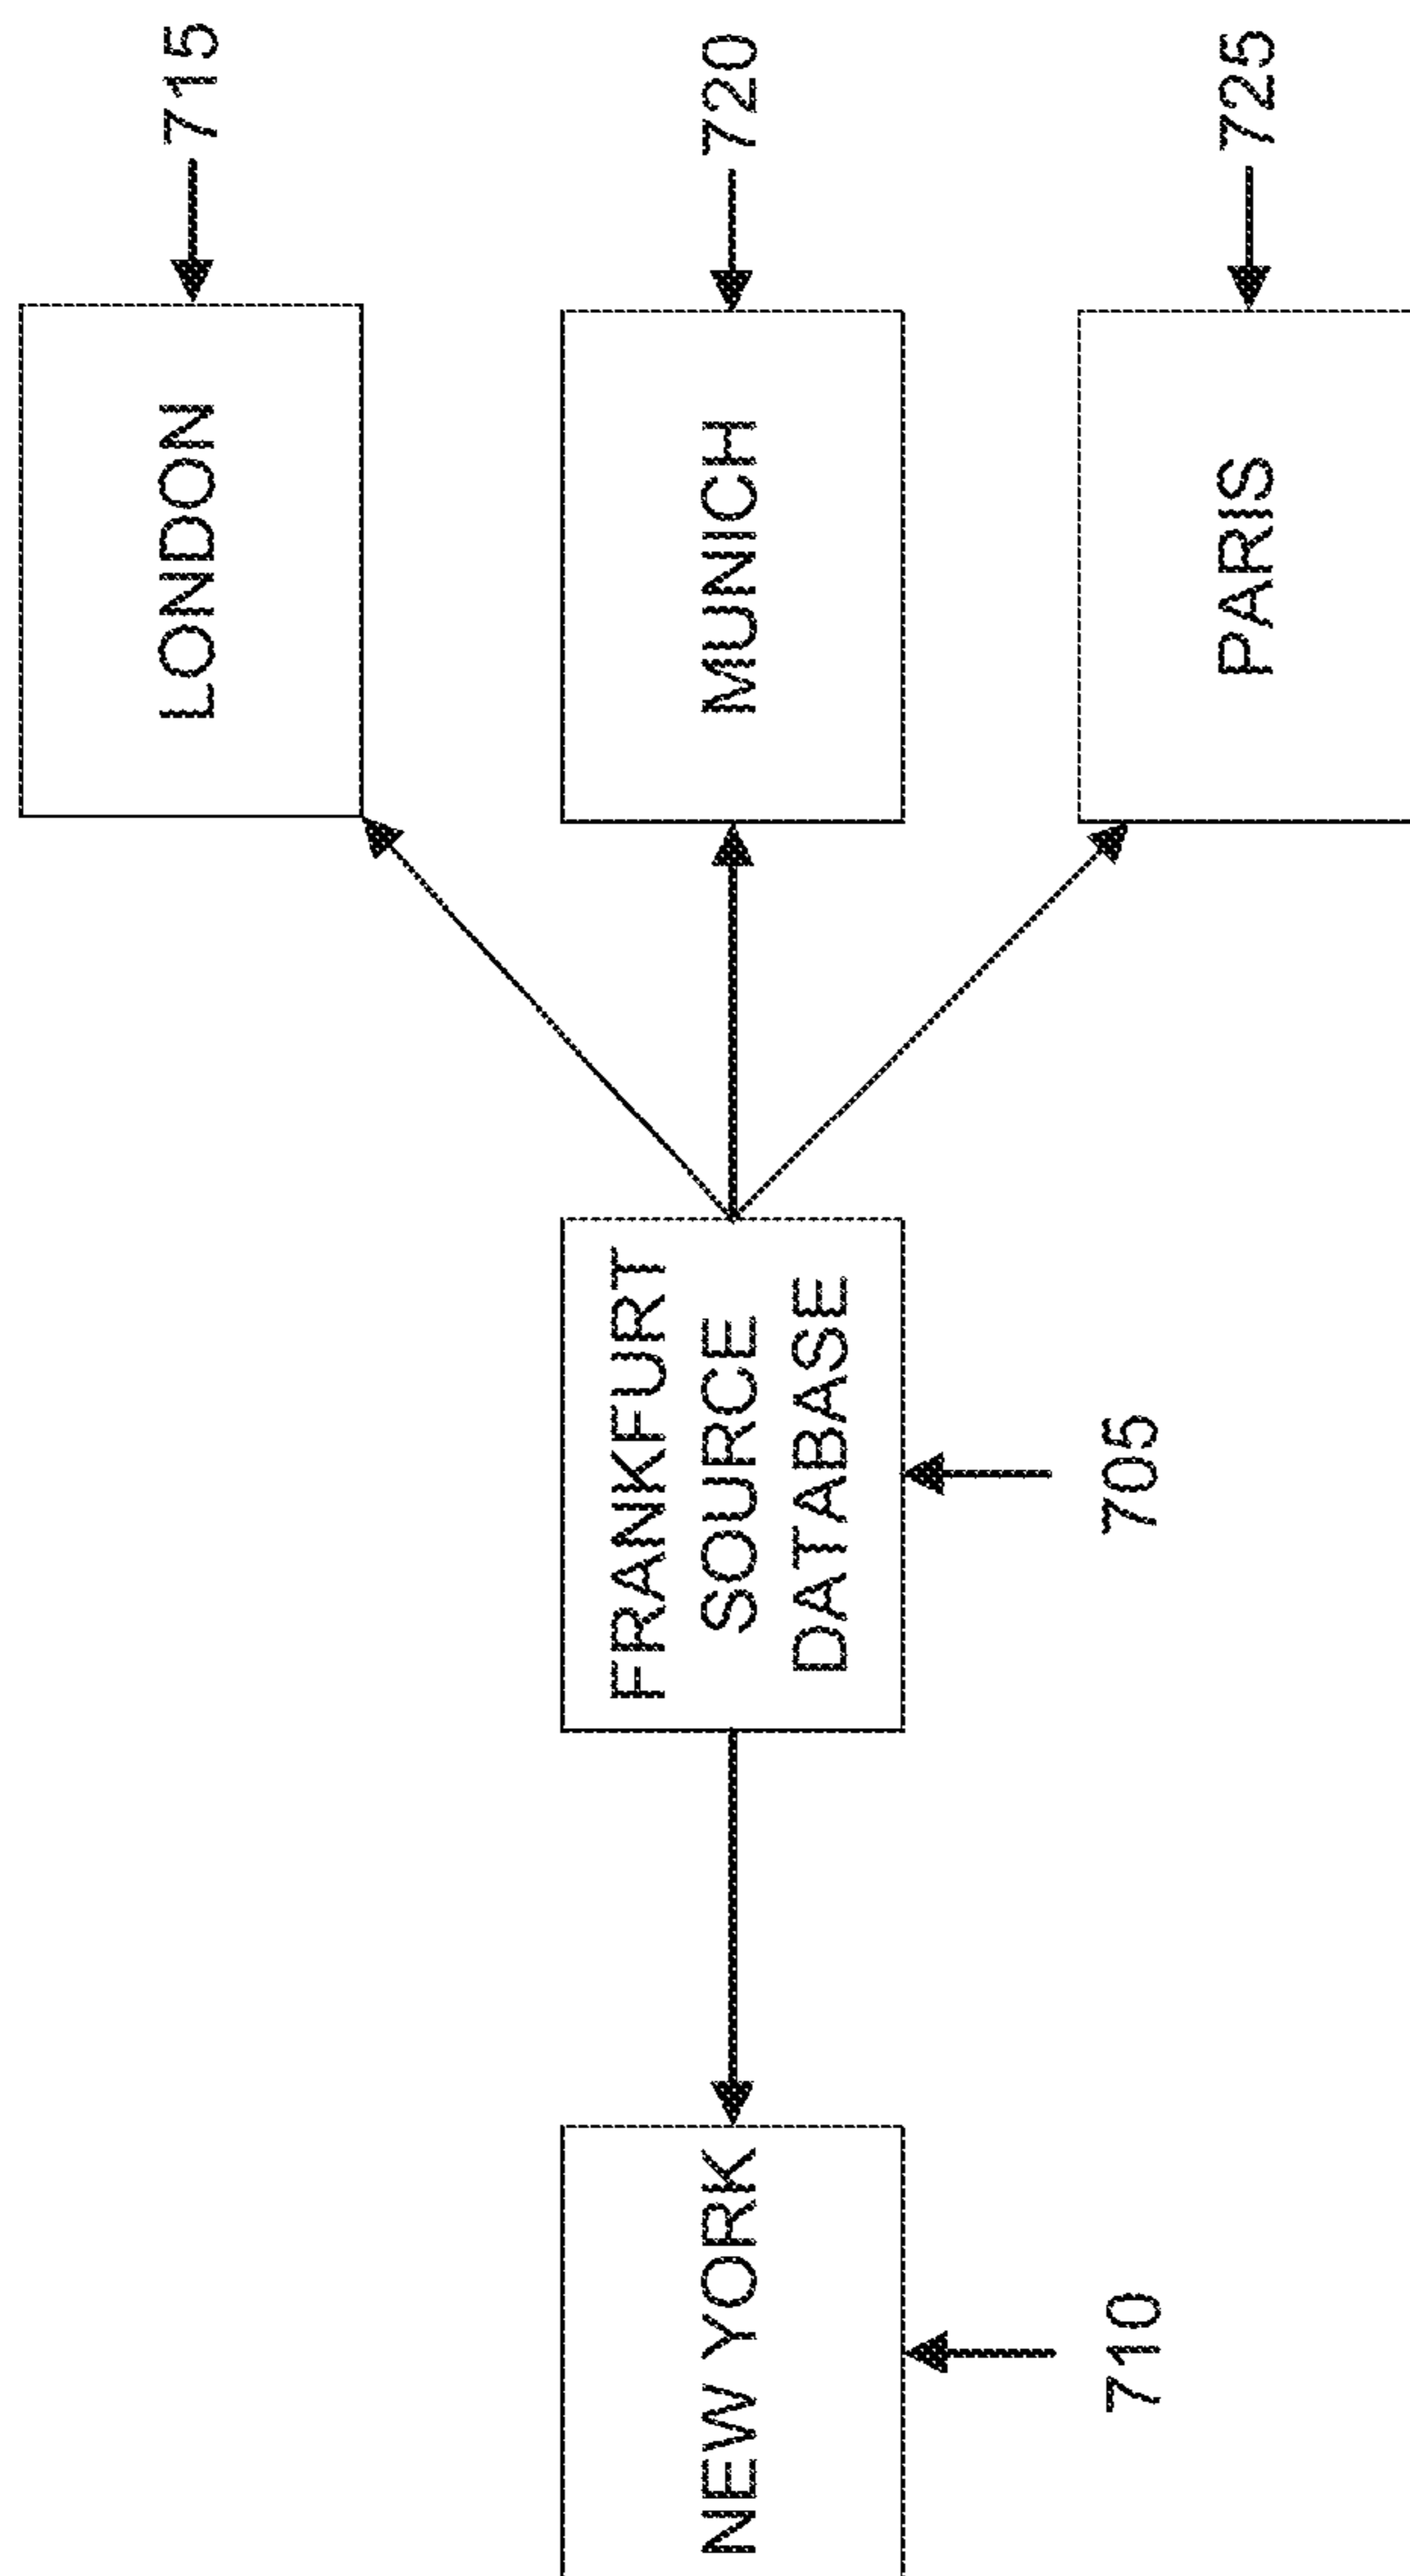 LONDON
715
MUNICH
720
PARIS
725
FRANKFURT
SOURCE
DATABASE
705
NEW YORK
710